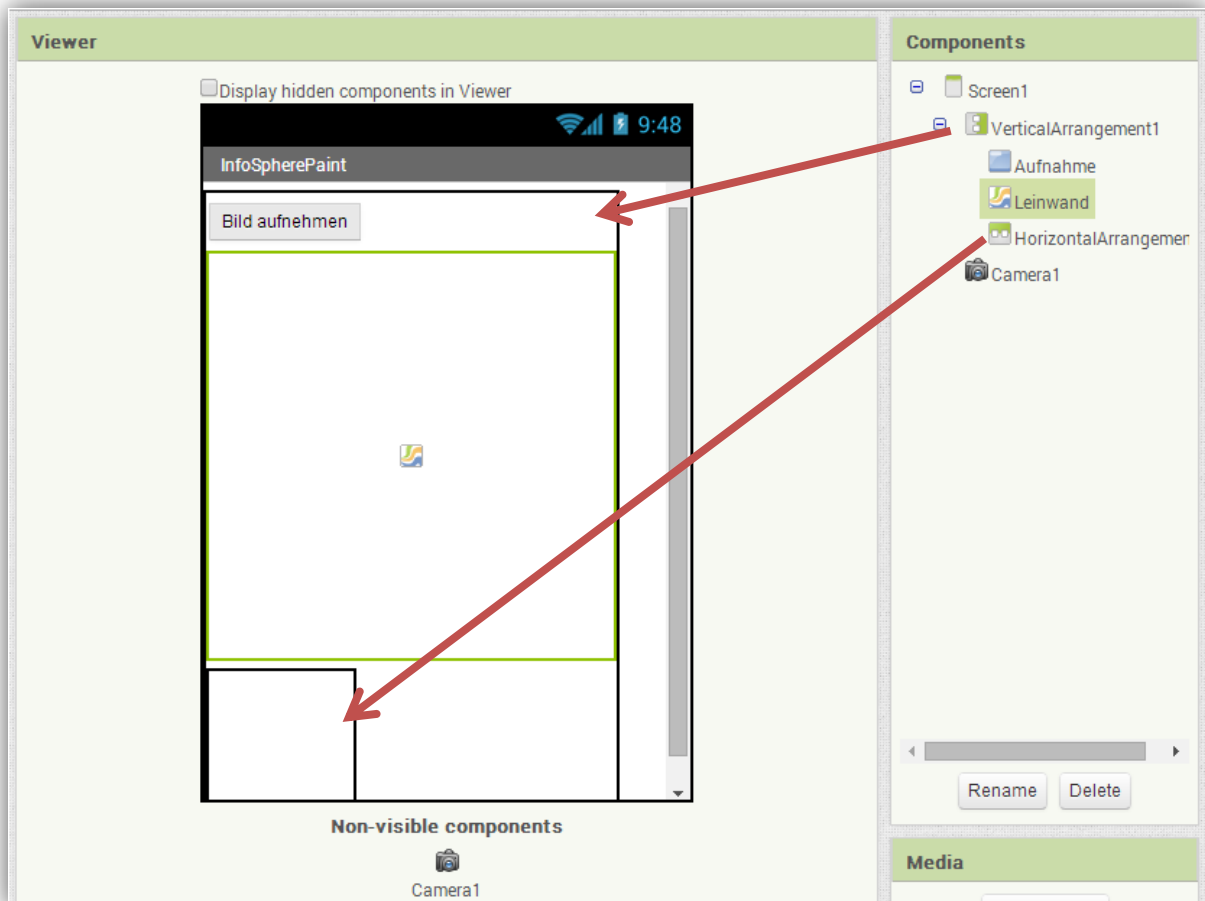 Viewer
Display hidden components in Viewer
9:48
InfoSpherePaint
Bild aufnehmen
Non-visible components
Camera1
Components
Screen1
VerticalArrangement1
Aufnahme
Leinwand
HorizontalArrangemer
Camera1
Rename
Delete
Media